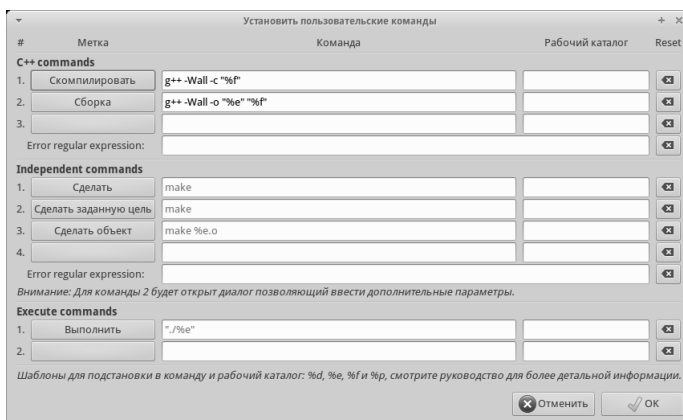 Установить пользовательские команды
# Метка Команда Рабочий каталог Reset
C++ commands
1. Скомпилировать g++ -Wall -c "%f"
2. Сборка g++ -Wall -o "%e" "%f"
3.
Error regular expression:
Independent commands
1. Сделать make
2. Сделать заданную цель make
3. Сделать объект make %e.o
4.
Error regular expression:
Внимание: Для команды 2 будет открыт диалог позволяющий ввести дополнительные параметры.
Execute commands
1. Выполнить "./%e"
2.
Шаблоны для подстановки в команду и рабочий каталог: %d, %e, %f и %p, смотрите руководство для более детальной информации.
Отменить OK